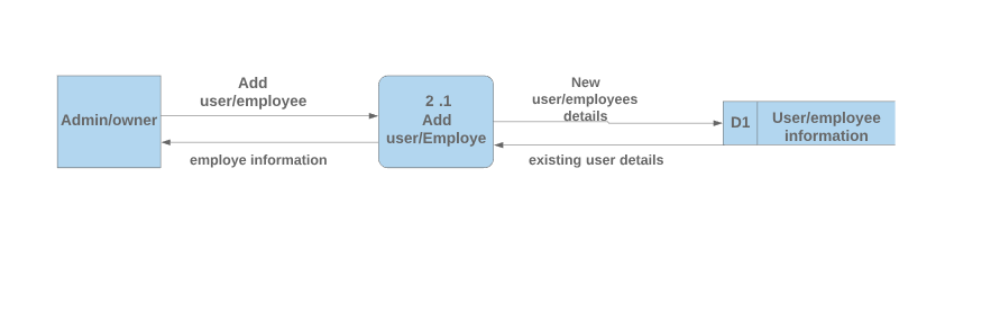 Admin/owner
Add
user/employee
employe information
2 .1
Add
user/Employe
New
user/employees
details
existing user details
D1
User/employee
information